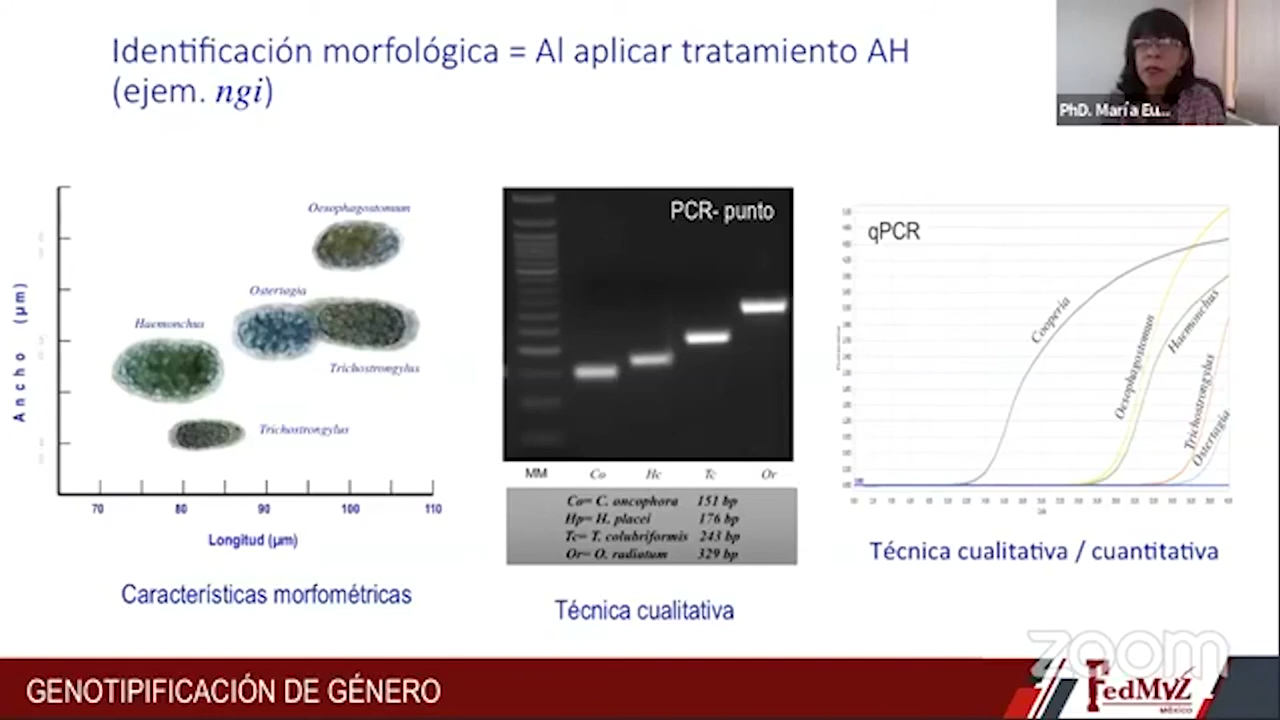 Identificación morfológica = Al aplicar tratamiento AH
(ejem. ngi)
PhD. María Eu...
Oesophagostomum
Ostertagia
Haemonchus
Trichostrongylus
Trichostrongylus
Ancho (µm)
70 80 90 100 110
Longitud (µm)
Características morfométricas
PCR- punto
MM Co Hc Tc Or
Co= C. oncophora 151 bp
Hp= H. placei 176 bp
Tc= T. colubriformis 243 bp
Or= O. radiatum 329 bp
Técnica cualitativa
qPCR
Cooperia
Oesophagostomum
Haemonchus
Trichostrongylus
Ostertagia
Técnica cualitativa / cuantitativa
zoom
GENOTIPIFICACIÓN DE GÉNERO
FedMVZ
MÉXICO